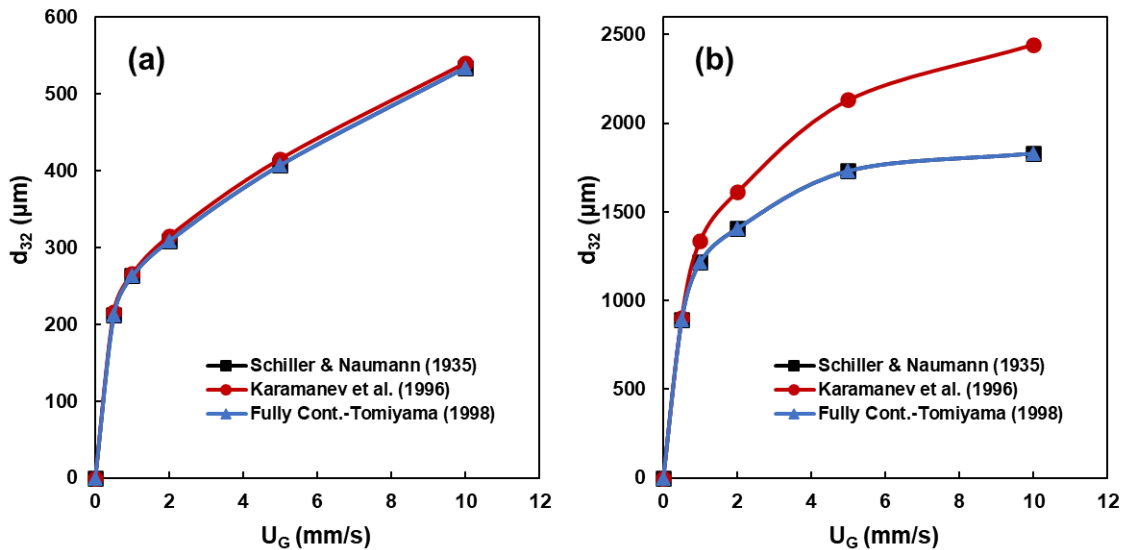 (a)
600
500
400
300
200
100
0
d32 (μm)
0 2 4 6 8 10 12
UG (mm/s)
Schiller & Naumann (1935)
Karamanev et al. (1996)
Fully Cont.-Tomiyama (1998)
(b)
2500
2000
1500
1000
500
0
d32 (μm)
0 2 4 6 8 10 12
UG (mm/s)
Schiller & Naumann (1935)
Karamanev et al. (1996)
Fully Cont.-Tomiyama (1998)